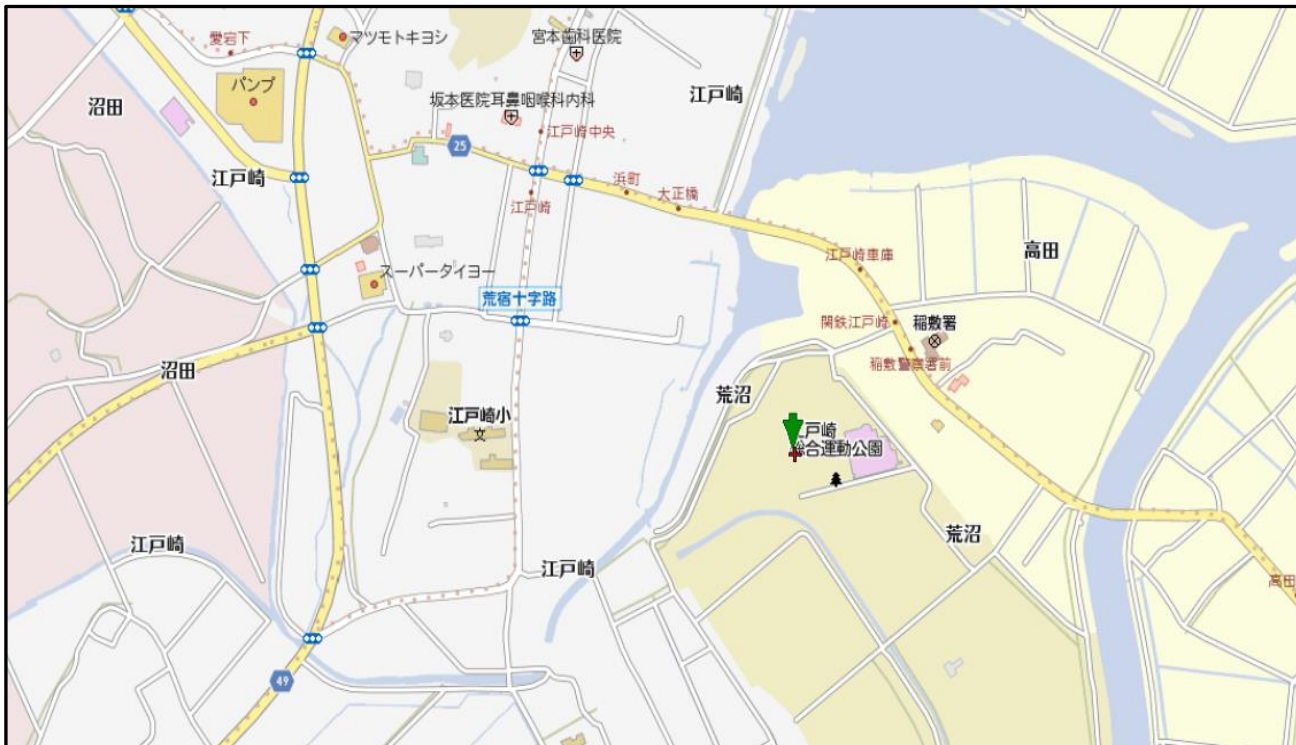 愛宕下
マツモトキヨシ
宮本歯科医院
パンプ
沼田
坂本医院耳鼻咽喉科内科
江戸崎
江戸崎中央
25
江戸崎
浜町
江戸崎
大正橋
高田
江戸崎車庫
スーパータイヨー
荒宿十字路
関鉄江戸崎
稲敷署
稲敷警察署前
沼田
荒沼
江戸崎小
江戸崎
総合運動公園
荒沼
江戸崎
江戸崎
高田
49